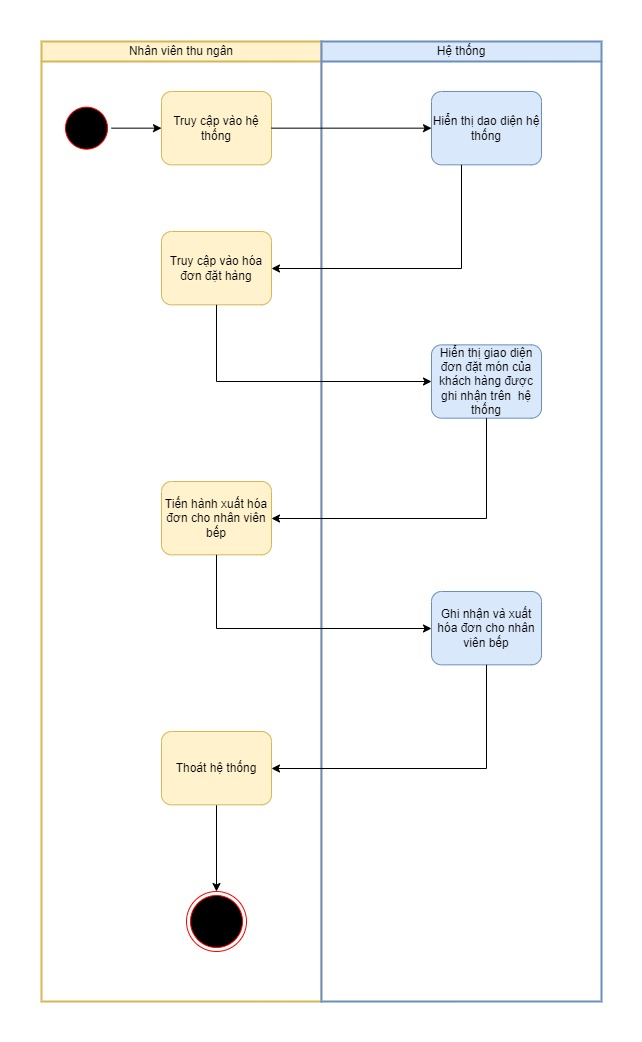 Nhân viên thu ngân
Hệ thống
Truy cập vào hệ
thống
Hiển thị dao diện hệ
thống
Truy cập vào hóa
đơn đặt hàng
Hiển thị giao diện
đơn đặt món của
khách hàng được
ghi nhận trên hệ
thống
Tiến hành xuất hóa
đơn cho nhân viên
bếp
Ghi nhận và xuất
hóa đơn cho nhân
viên bếp
Thoát hệ thống